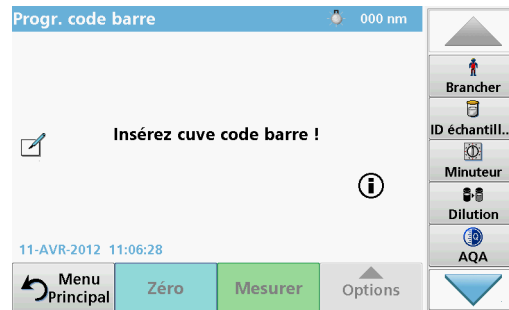 Progr. code barre
000 nm
Insérez cuve code barre !
11-AVR-2012 11:06:28
Menu
Principal
Zéro
Mesurer
Options
Brancher
ID échantill..
Minuteur
Dilution
AQA